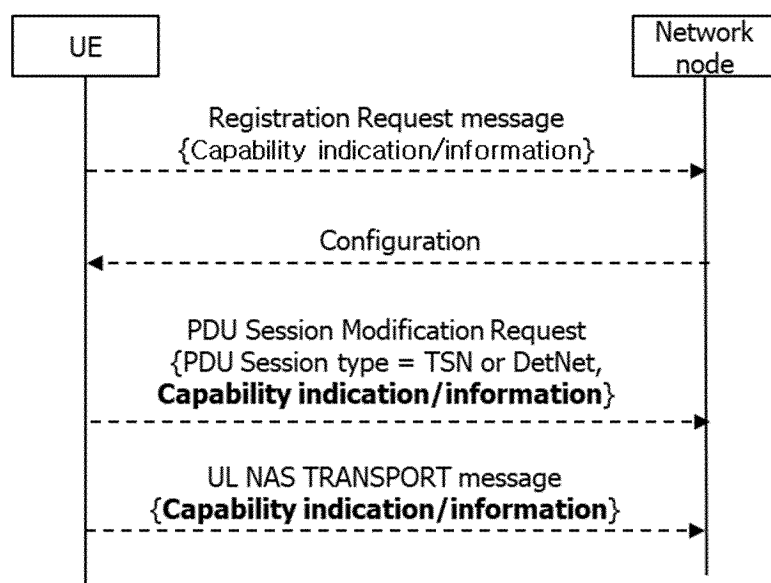 UE
Network
node
Registration Request message
{Capability indication/information}
Configuration
PDU Session Modification Request
{PDU Session type = TSN or DetNet,
Capability indication/information}
UL NAS TRANSPORT message
{Capability indication/information}